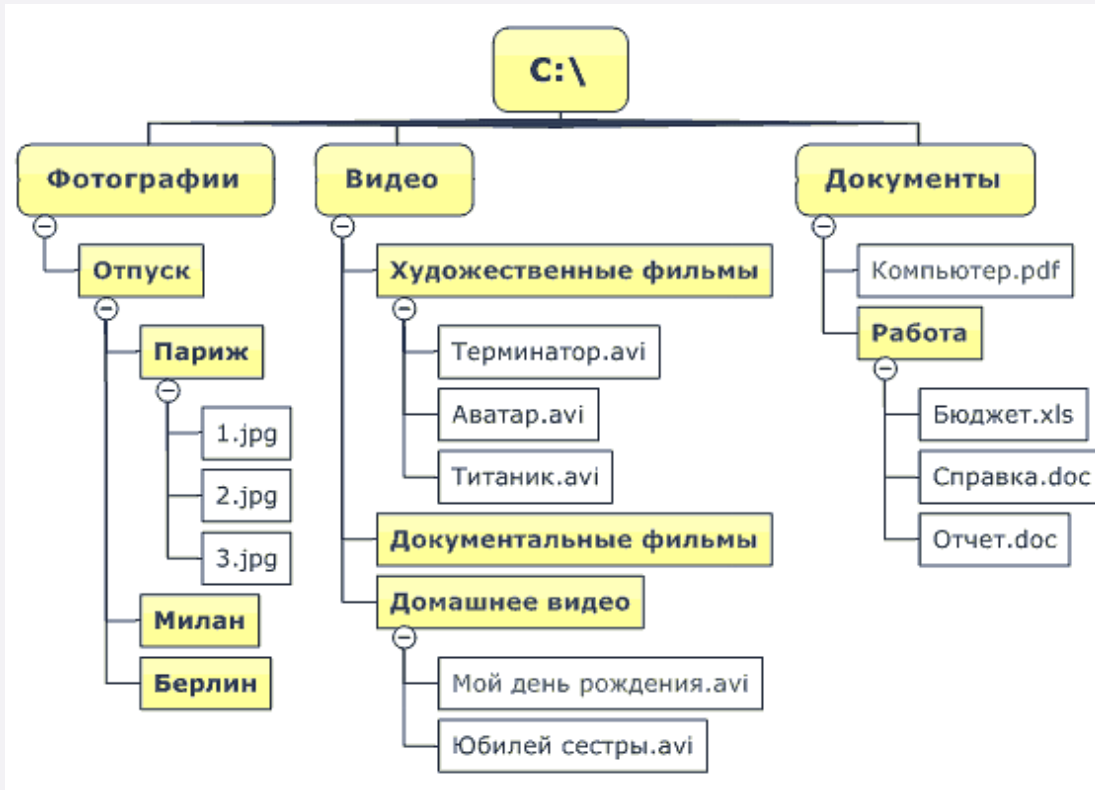 C:\
Фотографии
Отпуск
Париж
1.jpg
2.jpg
3.jpg
Милан
Берлин
Видео
Художественные фильмы
Терминатор.avi
Аватар.avi
Титаник.avi
Документальные фильмы
Домашнее видео
Мой день рождения.avi
Юбилей сестры.avi
Документы
Компьютер.pdf
Работа
Бюджет.xls
Справка.doc
Отчет.doc